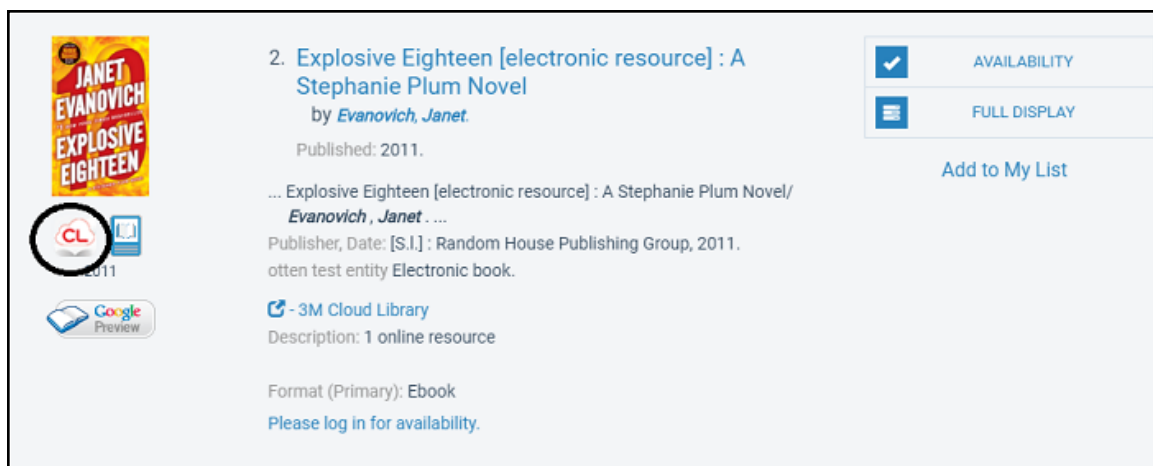 JANET
EVANOVICH
EXPLOSIVE
EIGHTEEN
CL
2011
Google
Preview
2. Explosive Eighteen [electronic resource] : A
Stephanie Plum Novel
by Evanovich, Janet.
Published: 2011.
... Explosive Eighteen [electronic resource] : A Stephanie Plum Novel/
Evanovich , Janet . ...
Publisher, Date: [S.l.] : Random House Publishing Group, 2011.
otten test entity Electronic book.
- 3M Cloud Library
Description: 1 online resource
Format (Primary): Ebook
Please log in for availability.
AVAILABILITY
FULL DISPLAY
Add to My List